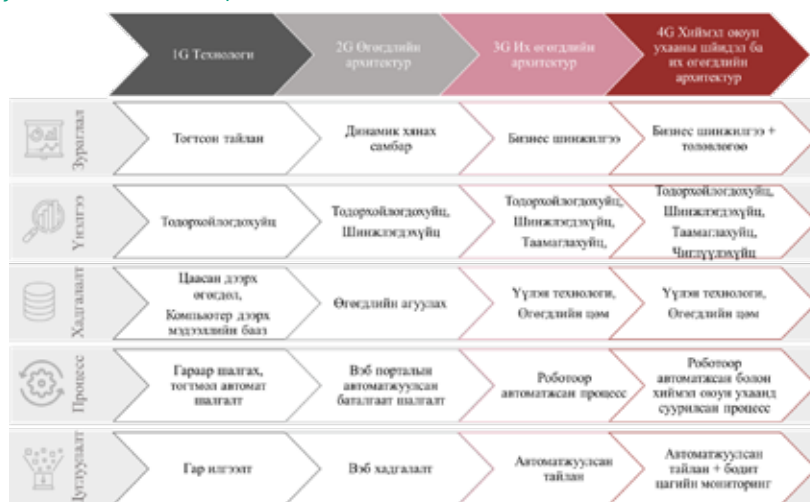 1G Технологи
2G Өгөгдлийн
архитектур
3G Их өгөгдлийн
архитектур
4G Хиймэл оюун
ухааны шийдэл ба
их өгөгдлийн
архитектур
Зураглал
Тогтсон тайлан
Динамик хянах
самбар
Бизнес шинжилгээ
Бизнес шинжилгээ +
төлөвлөгөө
Үнэлгээ
Тодорхойлогдохуйц
Тодорхойлогдохуйц,
Шинжлэгдэхүйц
Тодорхойлогдохуйц,
Шинжлэгдэхүйц,
Таамаглахуйц,
Тодорхойлогдохуйц,
Шинжлэгдэхүйц,
Таамаглахуйц,
Чиглүүлэхүйц
Хадгалалт
Цаасан дээрх
өгөгдөл,
Компьютер дээрх
мэдээллийн бааз
Өгөгдлийн агуулах
Үүлэн технологи,
Өгөгдлийн цөм
Үүлэн технологи,
Өгөгдлийн цөм
Процесс
Гараар шалгах,
тогтмол автомат
шалгалт
Вэб порталын
автоматжуулсан
баталгаат шалгалт
Роботоор
автоматжсан процесс
Роботоор
автоматжсан болон
хиймэл оюун ухаанд
суурилсан процесс
Цуглуулалт
Гар илгээлт
Вэб хадгалалт
Автоматжуулсан
тайлан
Автоматжуулсан
тайлан + бодит
цагийн мониторинг